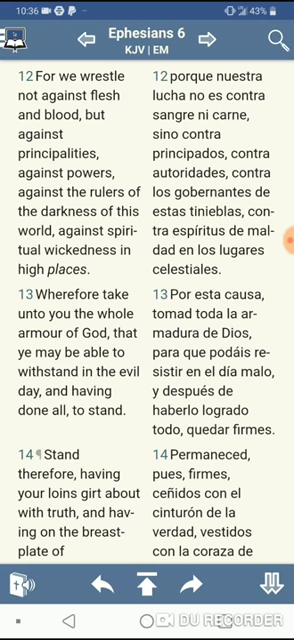 10:36
43%
Ephesians 6
KJV | EM
12 For we wrestle
not against flesh
and blood, but
against
principalities,
against powers,
against the rulers of
the darkness of this
world, against spiri-
tual wickedness in
high places.
13 Wherefore take
unto you the whole
armour of God, that
ye may be able to
withstand in the evil
day, and having
done all, to stand.
14 ¶ Stand
therefore, having
your loins girt about
with truth, and hav-
ing on the breast-
plate of
12 porque nuestra
lucha no es contra
sangre ni carne,
sino contra
principados, contra
autoridades, contra
los gobernantes de
estas tinieblas, con-
tra espíritus de mal-
dad en los lugares
celestiales.
13 Por esta causa,
tomad toda la ar-
madura de Dios,
para que podáis re-
sistir en el día malo,
y después de
haberlo logrado
todo, quedar firmes.
14 Permaneced,
pues, firmes,
ceñidos con el
cinturón de la
verdad, vestidos
con la coraza de
DU RECORDER